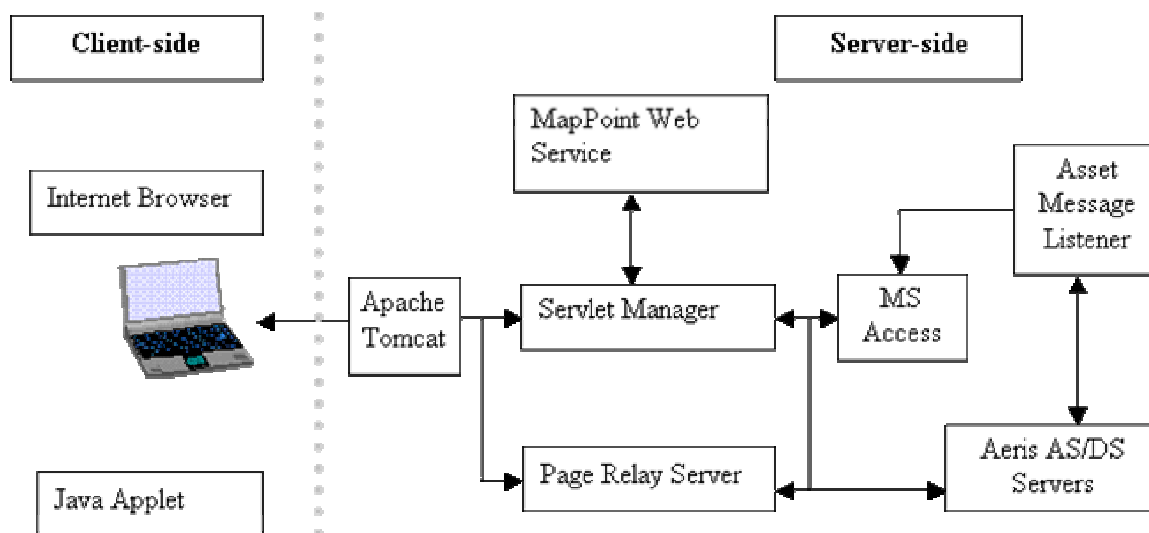 Client-side
Server-side
MapPoint Web
Service
Internet Browser
Asset
Message
Listener
Apache
Tomcat
Servlet Manager
MS
Access
Java Applet
Page Relay Server
Aeris AS/DS
Servers